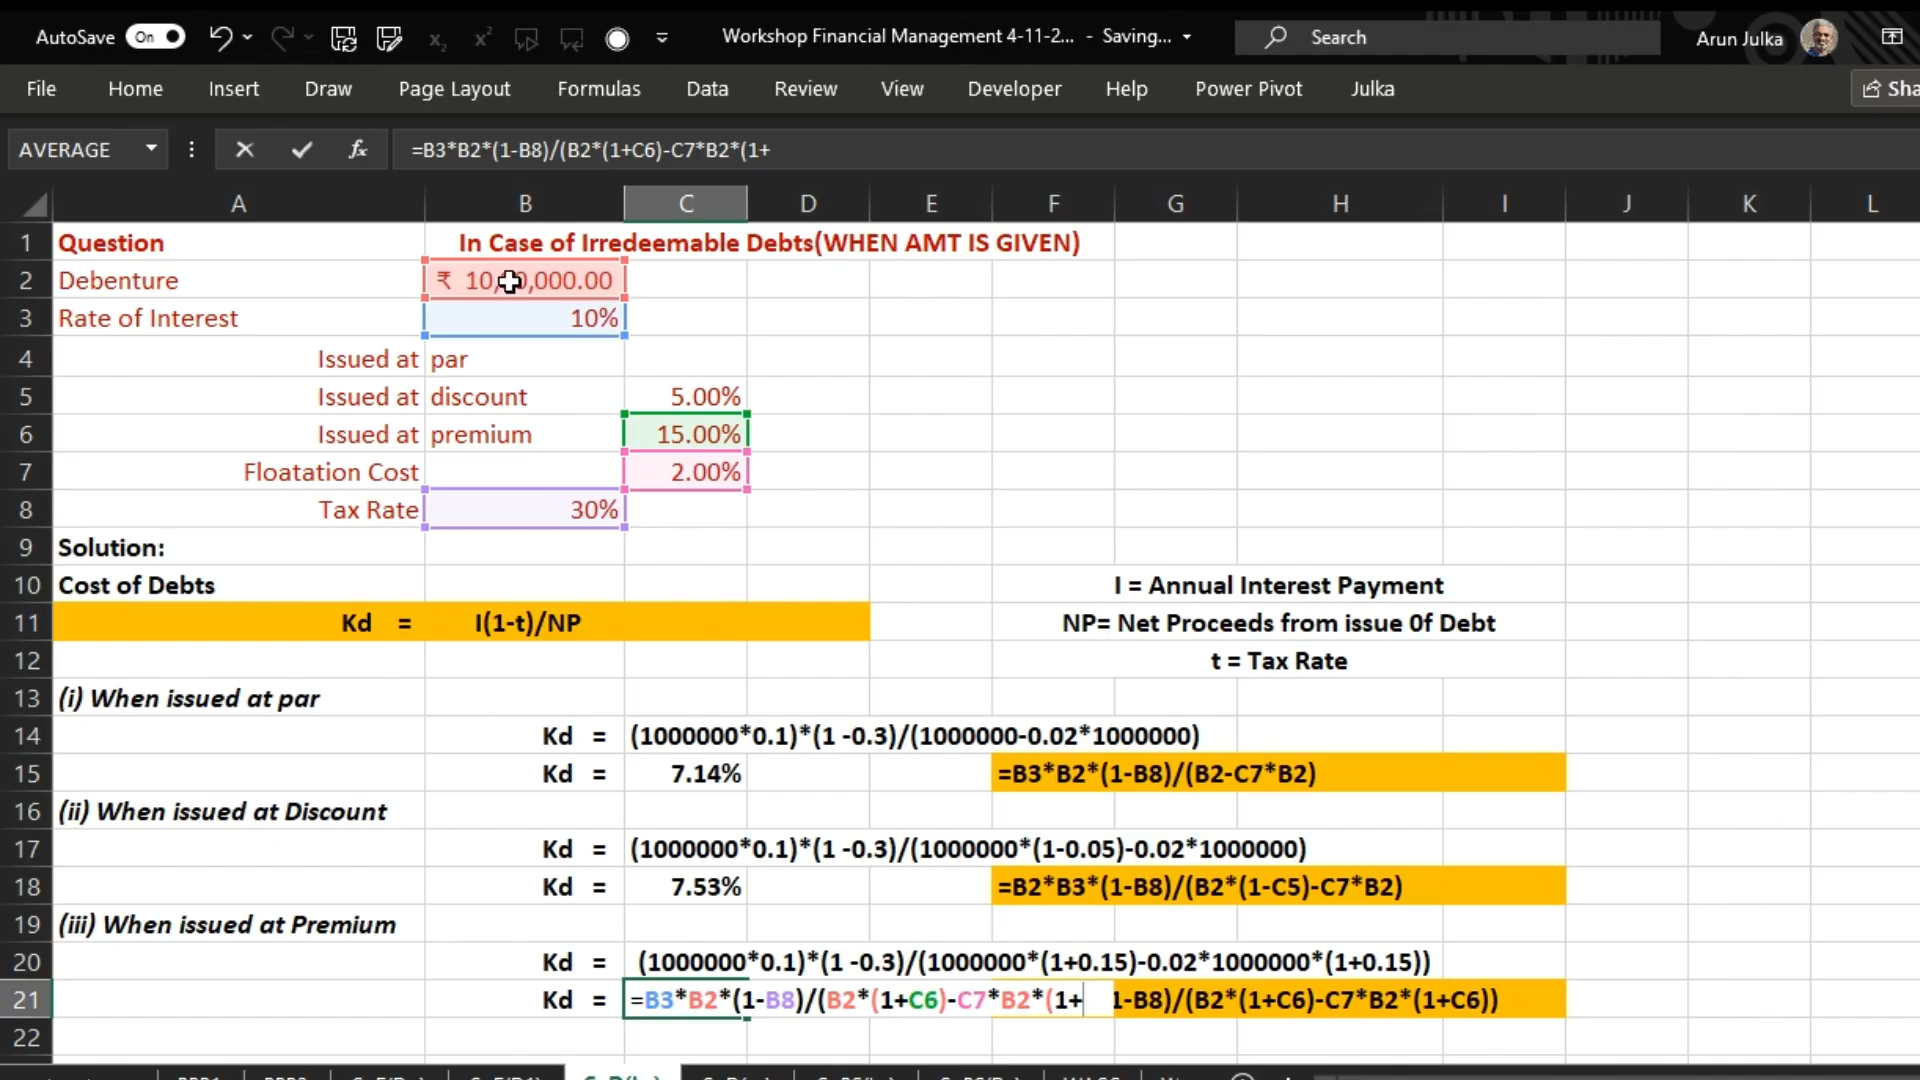 AutoSave On Workshop Financial Management 4-11-2... - Saving... Search Arun Julka
File Home Insert Draw Page Layout Formulas Data Review View Developer Help Power Pivot Julka Sha
AVERAGE fx =B3*B2*(1-B8)/(B2*(1+C6)-C7*B2*(1+
A B C D E F G H I J K L
1 Question In Case of Irredeemable Debts(WHEN AMT IS GIVEN)
2 Debenture ₹ 10,00,000.00
3 Rate of Interest 10%
4 Issued at par
5 Issued at discount 5.00%
6 Issued at premium 15.00%
7 Floatation Cost 2.00%
8 Tax Rate 30%
9 Solution:
10 Cost of Debts I = Annual Interest Payment
11 Kd = I(1-t)/NP NP= Net Proceeds from issue 0f Debt
12 t = Tax Rate
13 (i) When issued at par
14 Kd = (1000000*0.1)*(1 -0.3)/(1000000-0.02*1000000)
15 Kd = 7.14% =B3*B2*(1-B8)/(B2-C7*B2)
16 (ii) When issued at Discount
17 Kd = (1000000*0.1)*(1 -0.3)/(1000000*(1-0.05)-0.02*1000000)
18 Kd = 7.53% =B2*B3*(1-B8)/(B2*(1-C5)-C7*B2)
19 (iii) When issued at Premium
20 Kd = (1000000*0.1)*(1 -0.3)/(1000000*(1+0.15)-0.02*1000000*(1+0.15))
21 Kd = =B3*B2*(1-B8)/(B2*(1+C6)-C7*B2*(1+ 1-B8)/(B2*(1+C6)-C7*B2*(1+C6))
22